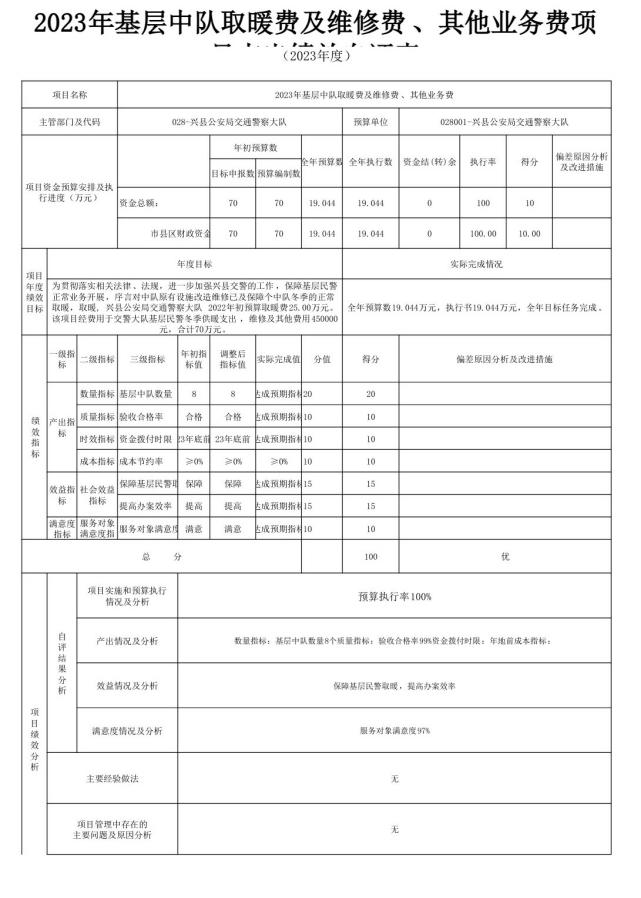 2023年基层中队取暖费及维修费 、其他业务费项
（2023年度）
项目名称 2023年基层中队取暖费及维修费 、其他业务费
主管部门及代码 028-兴县公安局交通警察大队 预算单位 028001-兴县公安局交通警察大队
项目资金预算安排及执
行进度（万元）
年初预算数 全年预算数 全年执行数 资金结(转)余 执行率 得分 偏差原因分析
及改进措施
目标申报数 预算编制数
资金总额： 70 70 19.044 19.044 0 100 10
市县区财政资金 70 70 19.044 19.044 0 100.00 10.00
项目
年度
绩效
目标
年度目标 实际完成情况
为贯彻落实相关法律、法规，进一步加强兴县交警的工作，保障基层民警
正常业务开展，序言对中队原有设施改造维修已及保障个中队冬季的正常
取暖，取暖，兴县公安局交通警察大队 2022年初预算取暖费25.00万元。
该项目经费用于交警大队基层民警冬季供暖支出 ，维修及其他费用450000
元，合计70万元。
全年预算数19.044万元，执行书19.044万元，全年目标任务完成 。
绩
效
指
标
一级指
标 二级指标 三级指标 年初指
标值 调整后
指标值 实际完成值 分值 得分 偏差原因分析及改进措施
产出指
标
数量指标 基层中队数量 8 8 达成预期指标 20 20
质量指标 验收合格率 合格 合格 达成预期指标 10 10
时效指标 资金拨付时限 23年底前 23年底前 达成预期指标 10 10
成本指标 成本节约率 ≥0% ≥0% ≥0% 10 10
效益指
标 社会效益
指标
保障基层民警取 保障 保障 达成预期指标 15 15
提高办案效率 提高 提高 达成预期指标 15 15
满意度
指标 服务对象
满意度指 服务对象满意度 满意 满意 达成预期指标 10 10
总 分 100 优
项
目
绩
效
分
析
自
评
结
果
分
析
项目实施和预算执行
情况及分析 预算执行率100%
产出情况及分析 数量指标：基层中队数量8个质量指标：验收合格率99%资金拨付时限：年地前成本指标：
效益情况及分析 保障基层民警取暖，提高办案效率
满意度情况及分析 服务对象满意度97%
主要经验做法 无
项目管理中存在的
主要问题及原因分析 无